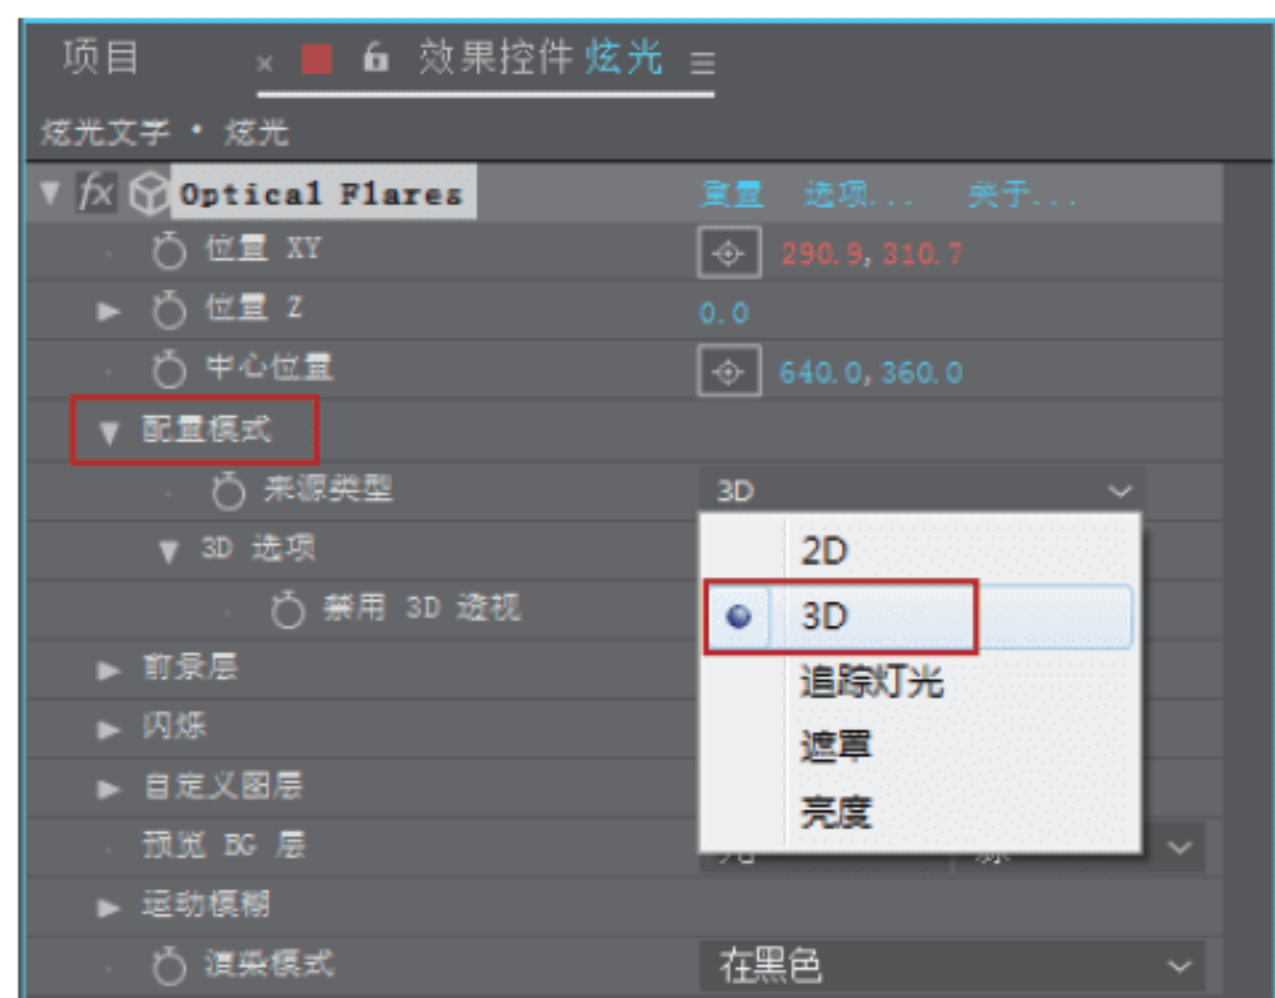 项目 × 效果控件 炫光 ≡
炫光文字 • 炫光
fx Optical Flares 重置 选项... 关于...
位置 XY 290.9, 310.7
位置 Z 0.0
中心位置 640.0, 360.0
配置模式
来源类型 3D
3D 选项
2D
禁用 3D 透视
3D
前景层
追踪灯光
闪烁
遮罩
自定义图层
亮度
预览 BG 层
运动模糊
渲染模式 在黑色